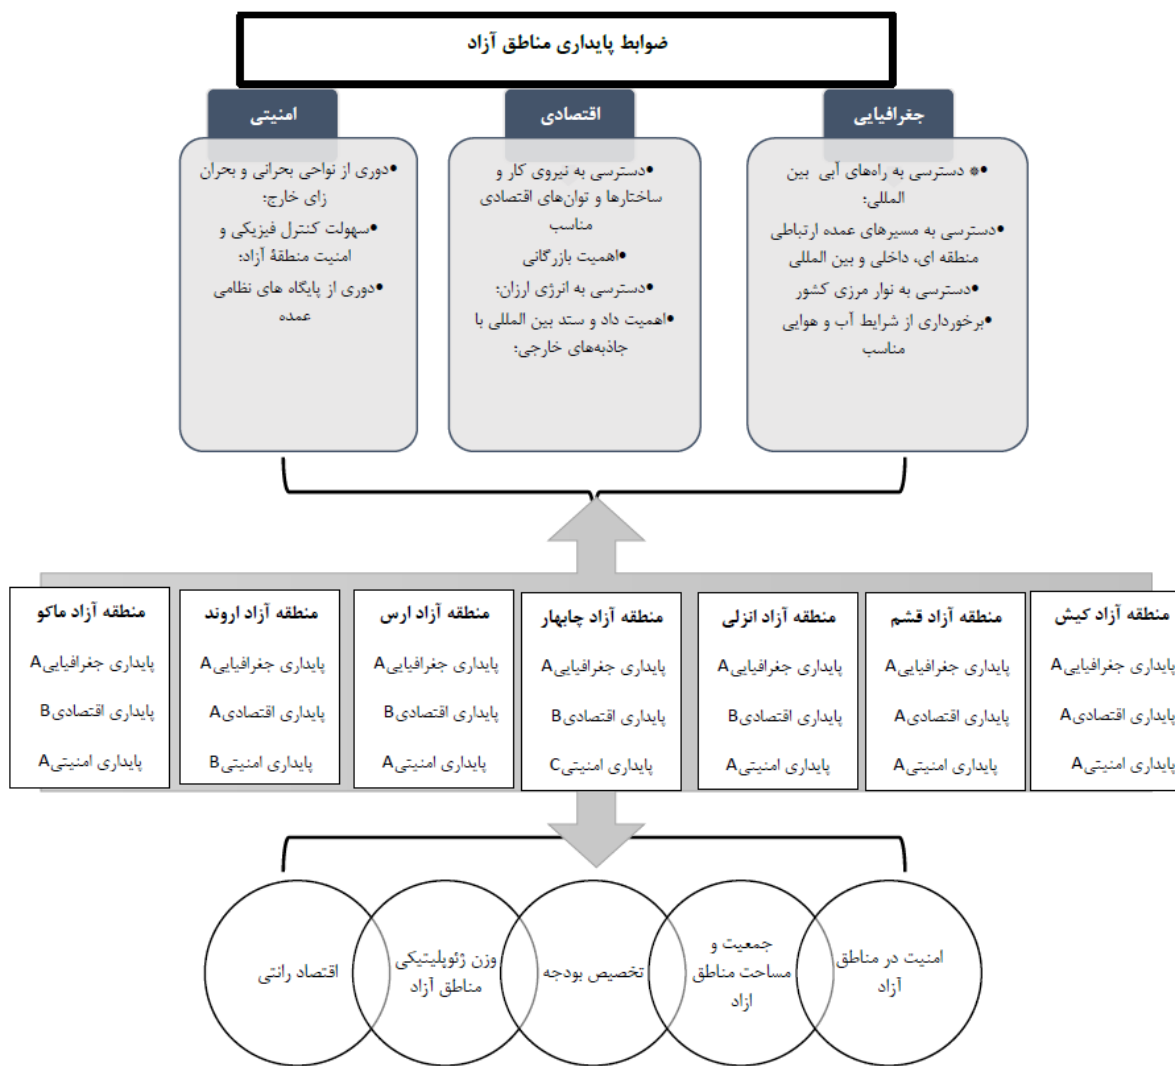 ضوابط پایداری مناطق آزاد
جغرافیایی
•* دسترسی به راه‌های آبی بین
المللی؛
•دسترسی به مسیرهای عمده ارتباطی
منطقه ای، داخلی و بین المللی
•دسترسی به نوار مرزی کشور
•برخورداری از شرایط آب و هوایی
مناسب
اقتصادی
•دسترسی به نیروی کار و
ساختارها و توان‌های اقتصادی
مناسب
•اهمیت بازرگانی
•دسترسی به انرژی ارزان؛
•اهمیت داد و ستد بین المللی با
جاذبه‌های خارجی؛
امنیتی
•دوری از نواحی بحرانی و بحران
زای خارج؛
•سهولت کنترل فیزیکی و
امنیت منطقۀ آزاد؛
•دوری از پایگاه های نظامی
عمده
منطقه آزاد کیش
پایداری جغرافیاییA
پایداری اقتصادیA
پایداری امنیتیA
منطقه آزاد قشم
پایداری جغرافیاییA
پایداری اقتصادیA
پایداری امنیتیA
منطقه آزاد انزلی
پایداری جغرافیاییA
پایداری اقتصادیB
پایداری امنیتیA
منطقه آزاد چابهار
پایداری جغرافیاییA
پایداری اقتصادیB
پایداری امنیتیC
منطقه آزاد ارس
پایداری جغرافیاییA
پایداری اقتصادیB
پایداری امنیتیA
منطقه آزاد اروند
پایداری جغرافیاییA
پایداری اقتصادیA
پایداری امنیتیB
منطقه آزاد ماکو
پایداری جغرافیاییA
پایداری اقتصادیB
پایداری امنیتیA
امنیت در مناطق
آزاد
جمعیت و
مساحت مناطق
ازاد
تخصیص بودجه
وزن ژئوپلیتیکی
مناطق آزاد
اقتصاد رانتی